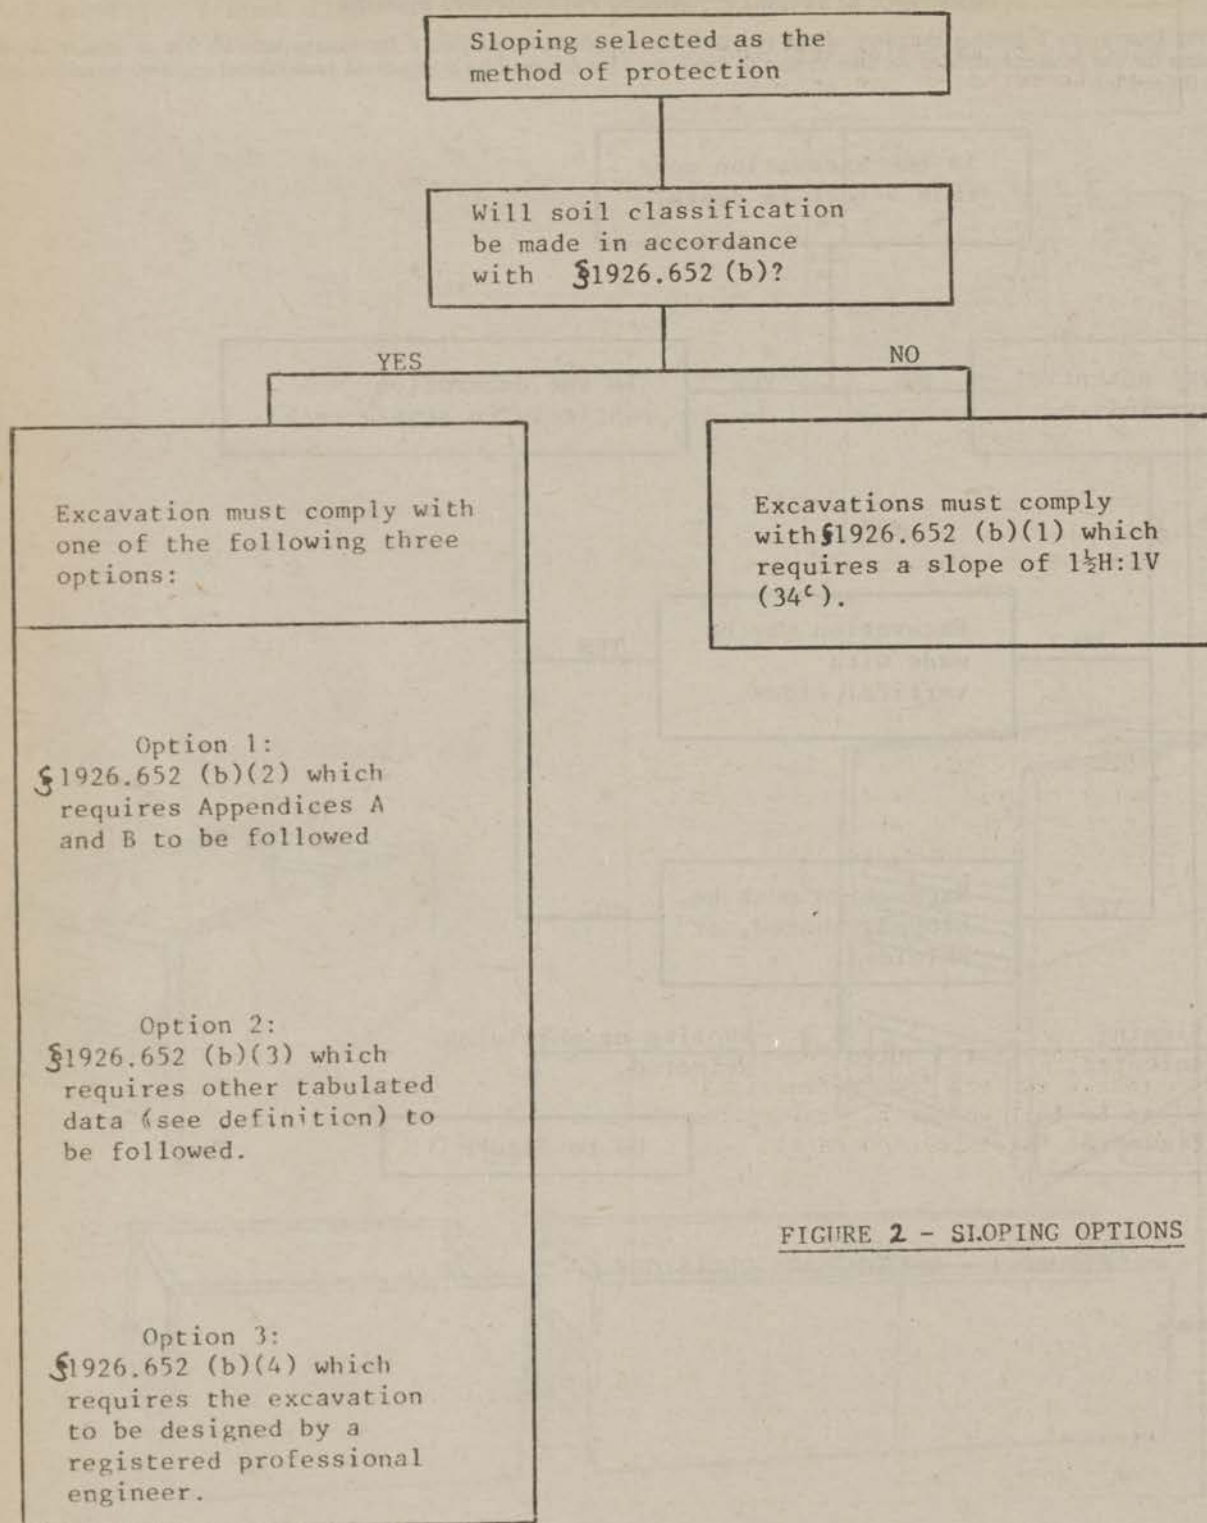 Sloping selected as the
method of protection
Will soil classification
be made in accordance
with §1926.652 (b)?
YES
NO
Excavation must comply with
one of the following three
options:
Excavations must comply
with§1926.652 (b)(1) which
requires a slope of 1½H:1V
(34°).
Option 1:
§1926.652 (b)(2) which
requires Appendices A
and B to be followed
Option 2:
§1926.652 (b)(3) which
requires other tabulated
data (see definition) to
be followed.
FIGURE 2 - SLOPING OPTIONS
Option 3:
§1926.652 (b)(4) which
requires the excavation
to be designed by a
registered professional
engineer.